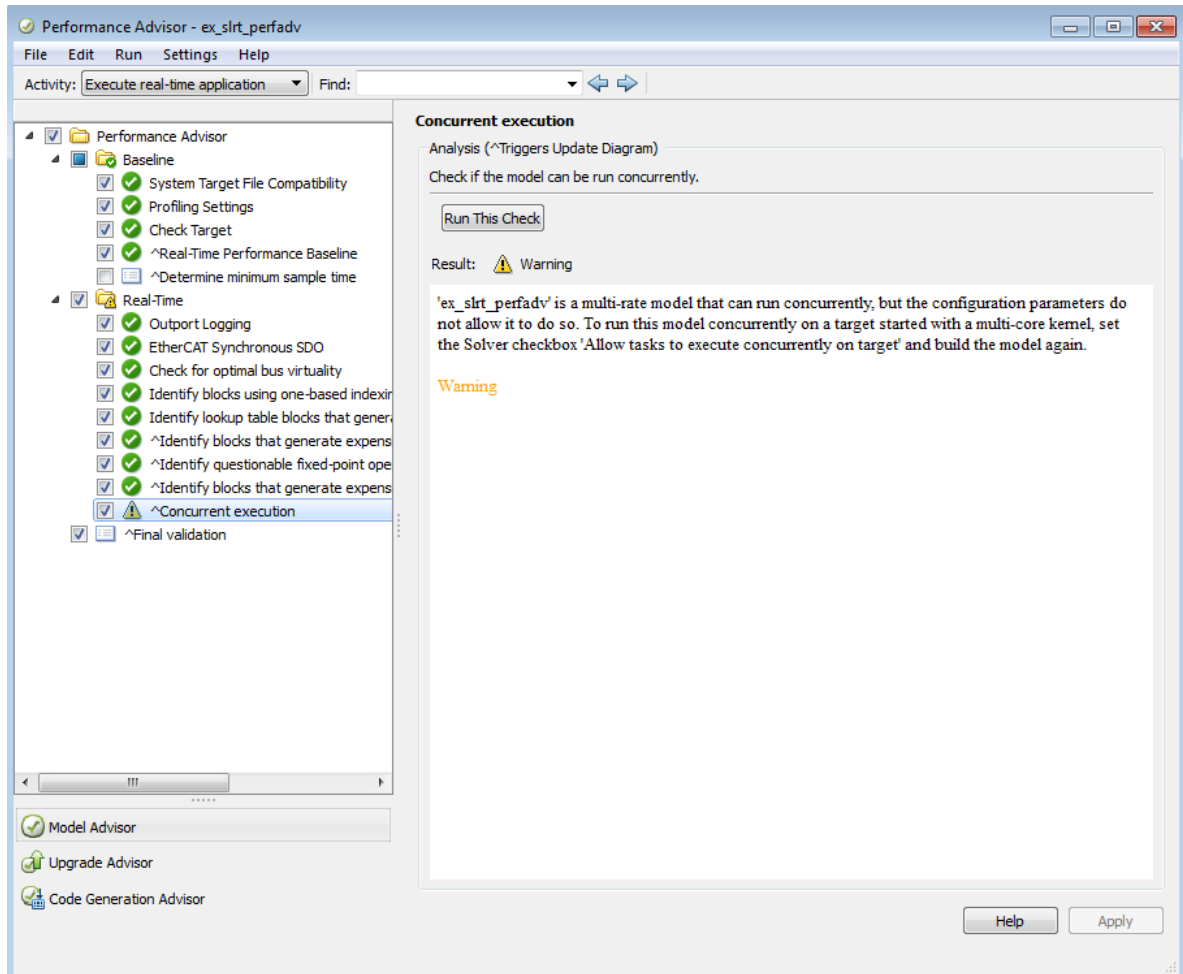 Performance Advisor - ex_slrt_perfadv
File Edit Run Settings Help
Activity: Execute real-time application Find:
Performance Advisor
Baseline
System Target File Compatibility
Profiling Settings
Check Target
^Real-Time Performance Baseline
^Determine minimum sample time
Real-Time
Outport Logging
EtherCAT Synchronous SDO
Check for optimal bus virtuality
Identify blocks using one-based indexin
Identify lookup table blocks that genera
^Identify blocks that generate expens
^Identify questionable fixed-point ope
^Identify blocks that generate expens
^Concurrent execution
^Final validation
Model Advisor
Upgrade Advisor
Code Generation Advisor
Concurrent execution
Analysis (^Triggers Update Diagram)
Check if the model can be run concurrently.
Run This Check
Result: Warning
'ex_slrt_perfadv' is a multi-rate model that can run concurrently, but the configuration parameters do
not allow it to do so. To run this model concurrently on a target started with a multi-core kernel, set
the Solver checkbox 'Allow tasks to execute concurrently on target' and build the model again.
Warning
Help Apply